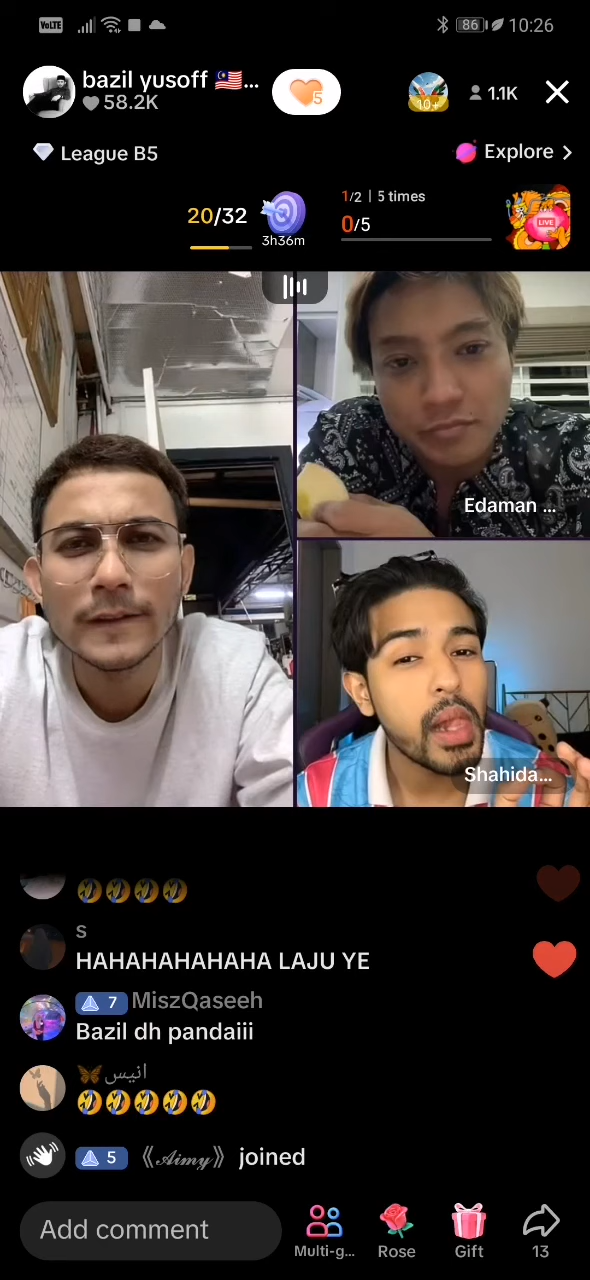 VoLTE
86
10:26
bazil yusoff 🇲🇾...
58.2K
5
10+
1.1K
League B5
Explore
20/32
3h36m
1/2 | 5 times
0/5
LIVE
Edaman ...
Shahida...
🤣🤣🤣🤣
S
HAHAHAHAHAHA LAJU YE
7 MiszQaseeh
Bazil dh pandaiii
🦋انيس
🤣🤣🤣🤣🤣
5 《𝒜𝒾𝓂𝓎》 joined
Add comment
Multi-g...
Rose
Gift
13